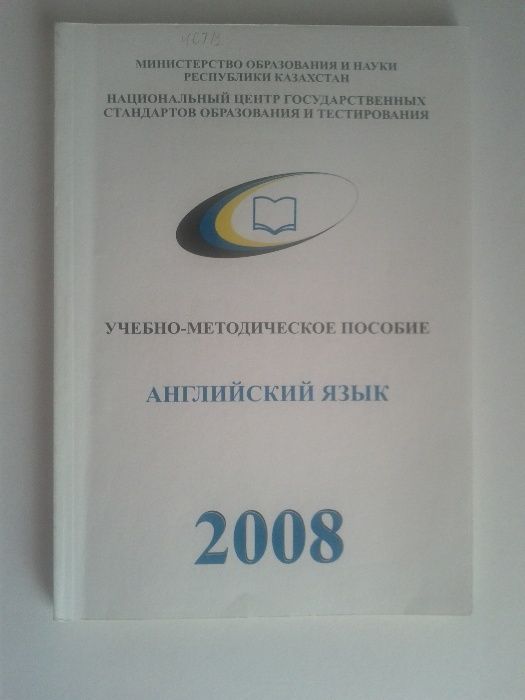 МИНИСТЕРСТВО ОБРАЗОВАНИЯ И НАУКИ
РЕСПУБЛИКИ КАЗАХСТАН
НАЦИОНАЛЬНЫЙ ЦЕНТР ГОСУДАРСТВЕННЫХ
СТАНДАРТОВ ОБРАЗОВАНИЯ И ТЕСТИРОВАНИЯ
УЧЕБНО-МЕТОДИЧЕСКОЕ ПОСОБИЕ
АНГЛИЙСКИЙ ЯЗЫК
2008